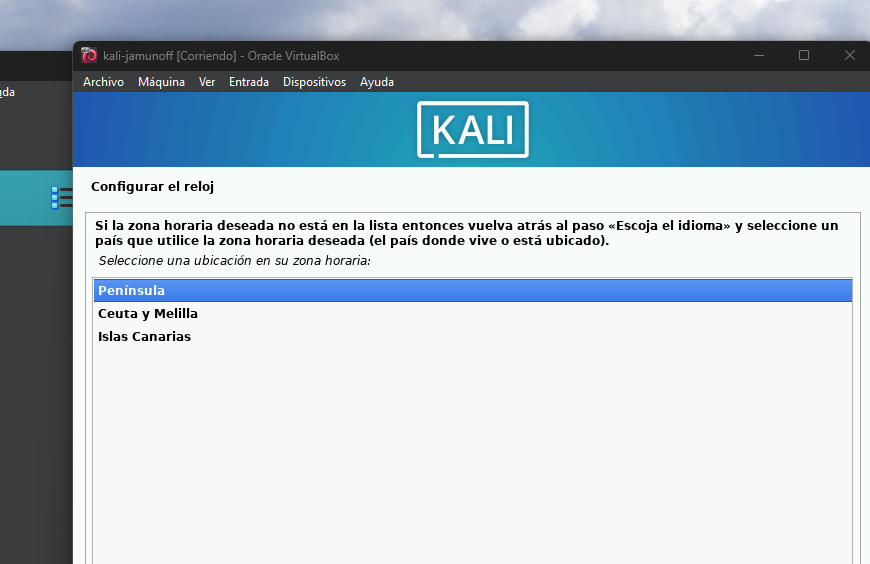 kali-jamunoff [Corriendo] - Oracle VirtualBox
Archivo Máquina Ver Entrada Dispositivos Ayuda
da
KALI
Configurar el reloj
Si la zona horaria deseada no está en la lista entonces vuelva atrás al paso «Escoja el idioma» y seleccione un
país que utilice la zona horaria deseada (el país donde vive o está ubicado).
Seleccione una ubicación en su zona horaria:
Península
Ceuta y Melilla
Islas Canarias